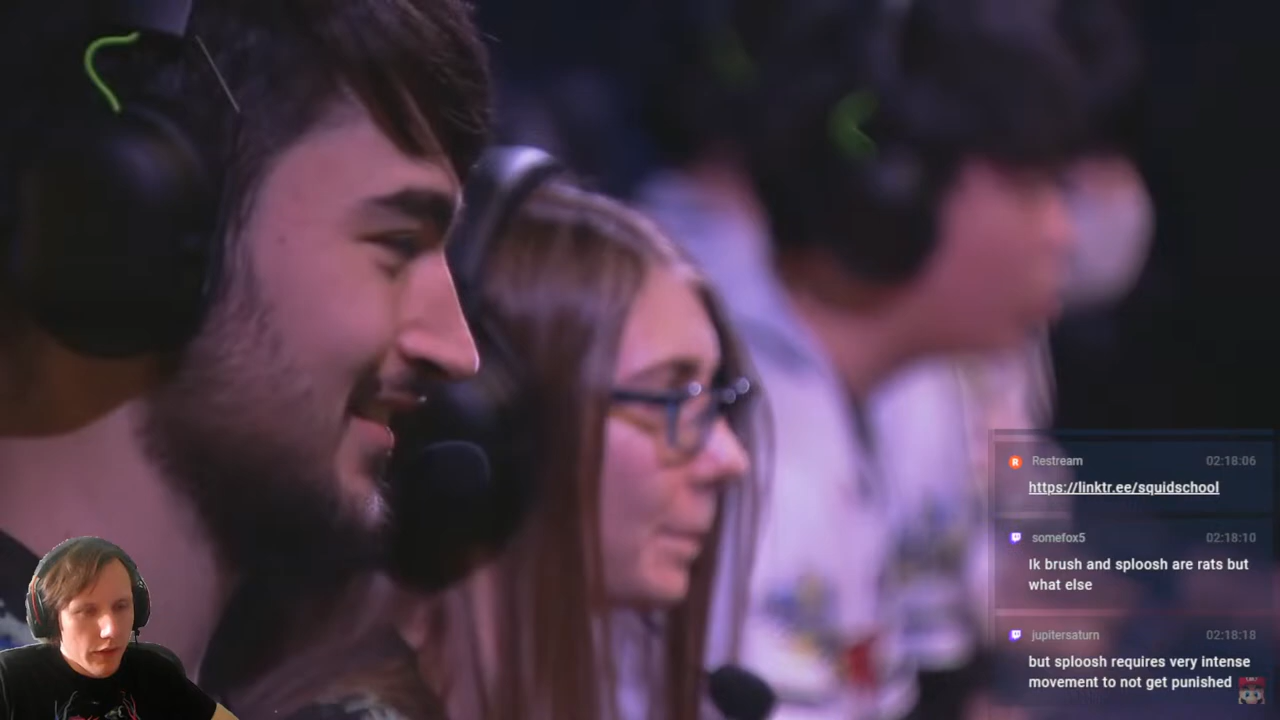 Restream 02:18:06
https://linktr.ee/squidschool
somefox5 02:18:10
Ik brush and sploosh are rats but
what else
jupitersaturn 02:18:18
but sploosh requires very intense
movement to not get punished